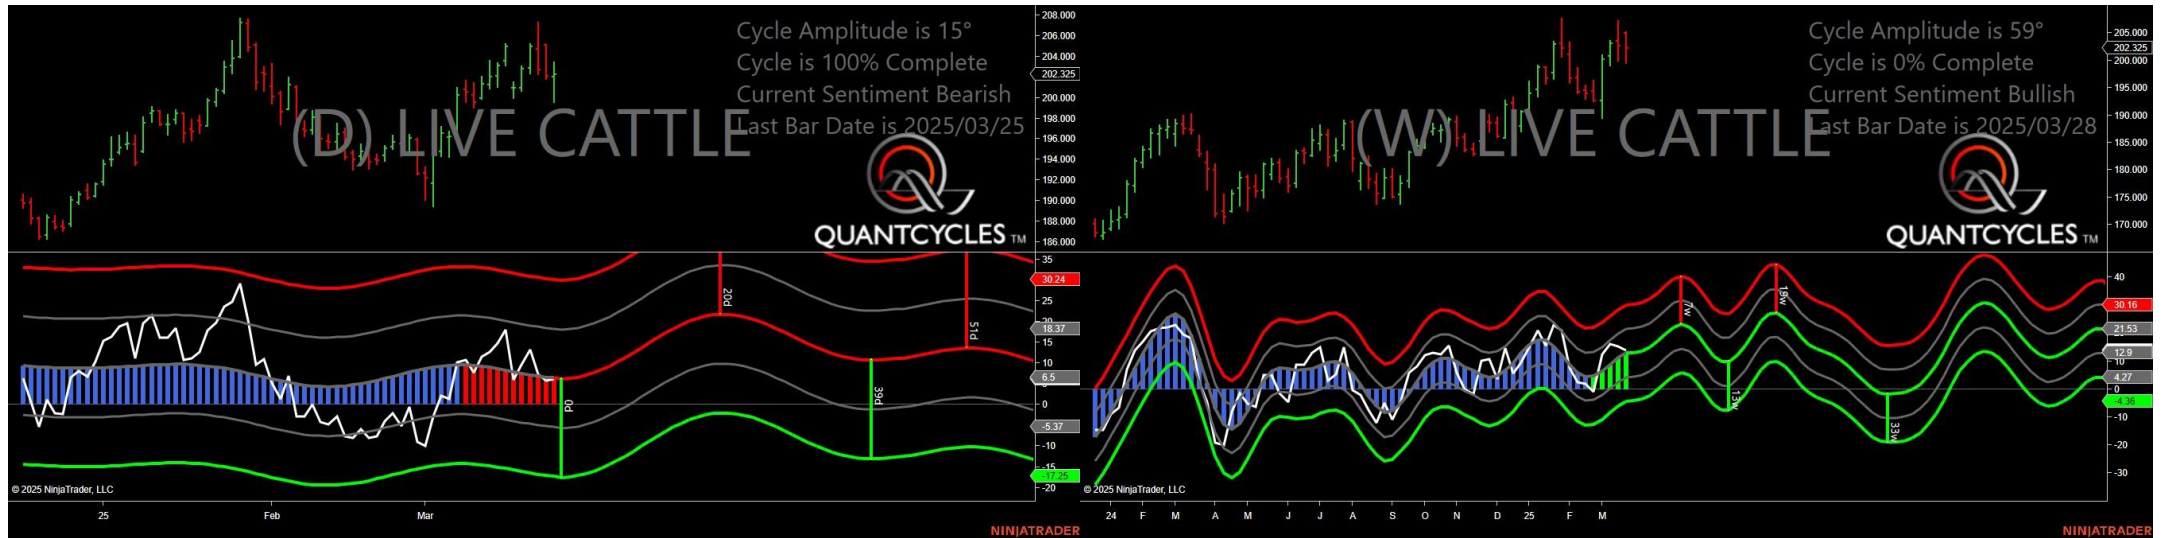 Cycle Amplitude is 15°
Cycle is 100% Complete
Current Sentiment Bearish
Last Bar Date is 2025/03/25
(D) LIVE CATTLE
QUANTCYCLES TM
208.000
206.000
204.000
202.325
200.000
198.000
196.000
194.000
192.000
190.000
188.000
186.000
35
30.24
25
18.37
15
10
6.5
0
-5.37
-10
-15
-17.25
-20
20d
51d
0d
39d
© 2025 NinjaTrader, LLC
25 Feb Mar
NINJATRADER
Cycle Amplitude is 59°
Cycle is 0% Complete
Current Sentiment Bullish
Last Bar Date is 2025/03/28
(W) LIVE CATTLE
QUANTCYCLES TM
205.000
202.325
200.000
195.000
190.000
185.000
180.000
175.000
170.000
40
30.16
21.53
12.9
10
4.27
0
-4.36
-10
-20
-30
7w
19w
13w
33w
© 2025 NinjaTrader, LLC
24 F M A M J J A S O N D 25 F M
NINJATRADER